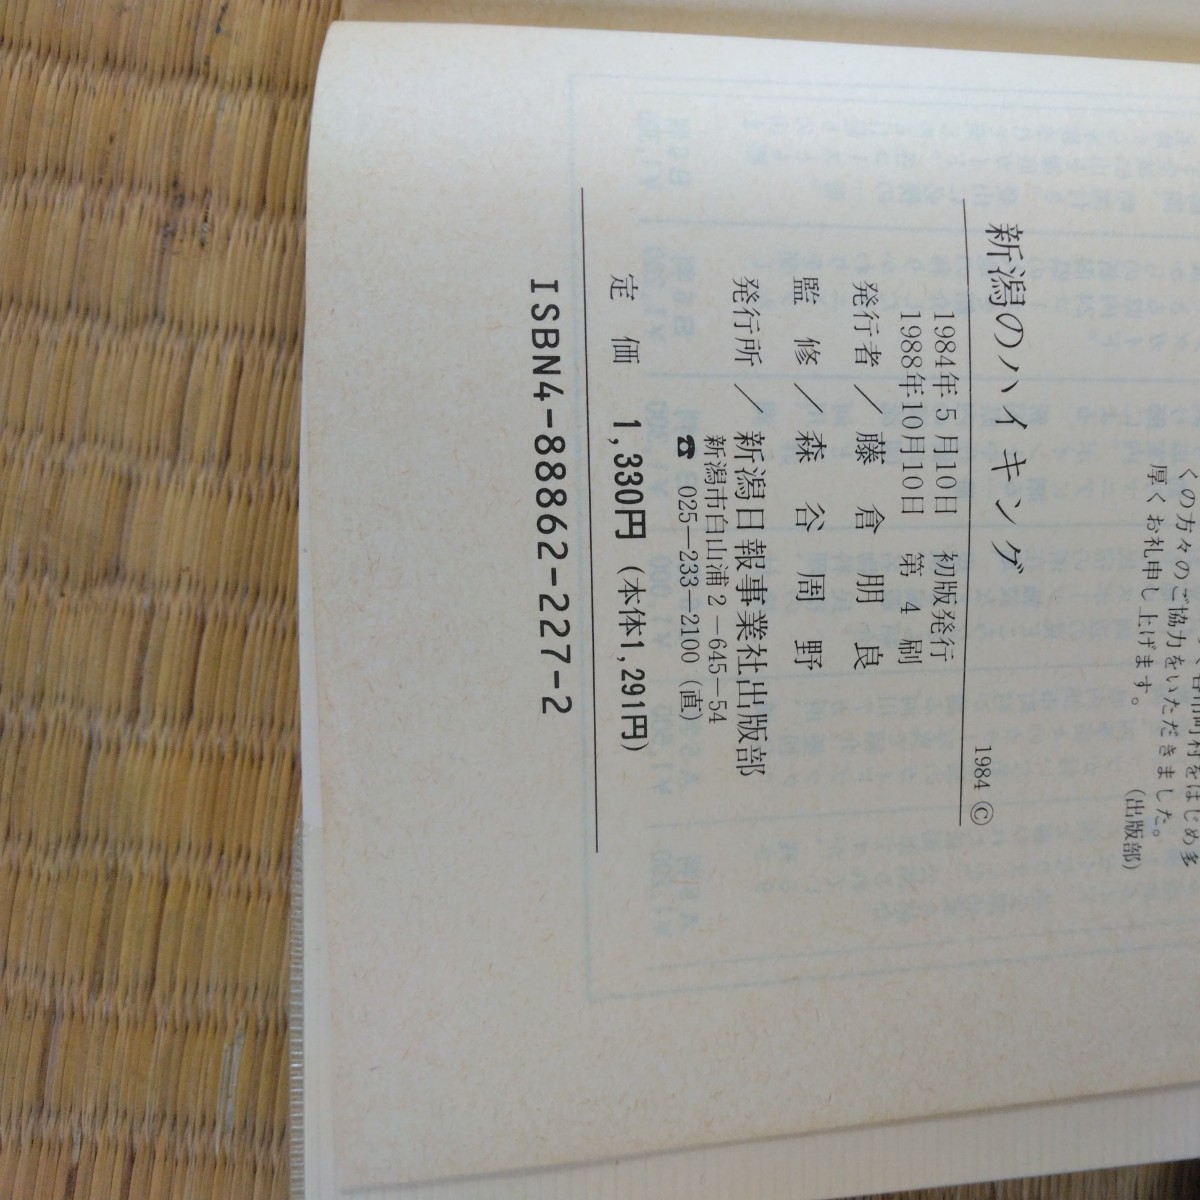 くの方々のご協力をいただきました。
厚くお礼申し上げます。
(出版部)
新潟のハイキング
1984 ©
1984年5月10日 初版発行
1988年10月10日 第4刷
発行者／藤倉朋良
監修／森谷周野
発行所／新潟日報事業社出版部
新潟市白山浦2-645-54
☎ 025-233-2100(直)
定価 1,330円(本体1,291円)
ISBN4-88862-227-2